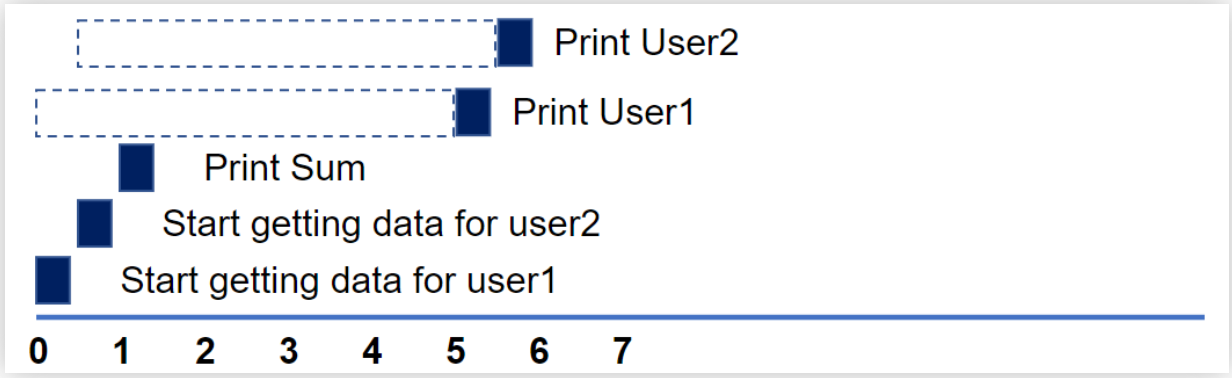 Print User2
Print User1
Print Sum
Start getting data for user2
Start getting data for user1
0 1 2 3 4 5 6 7